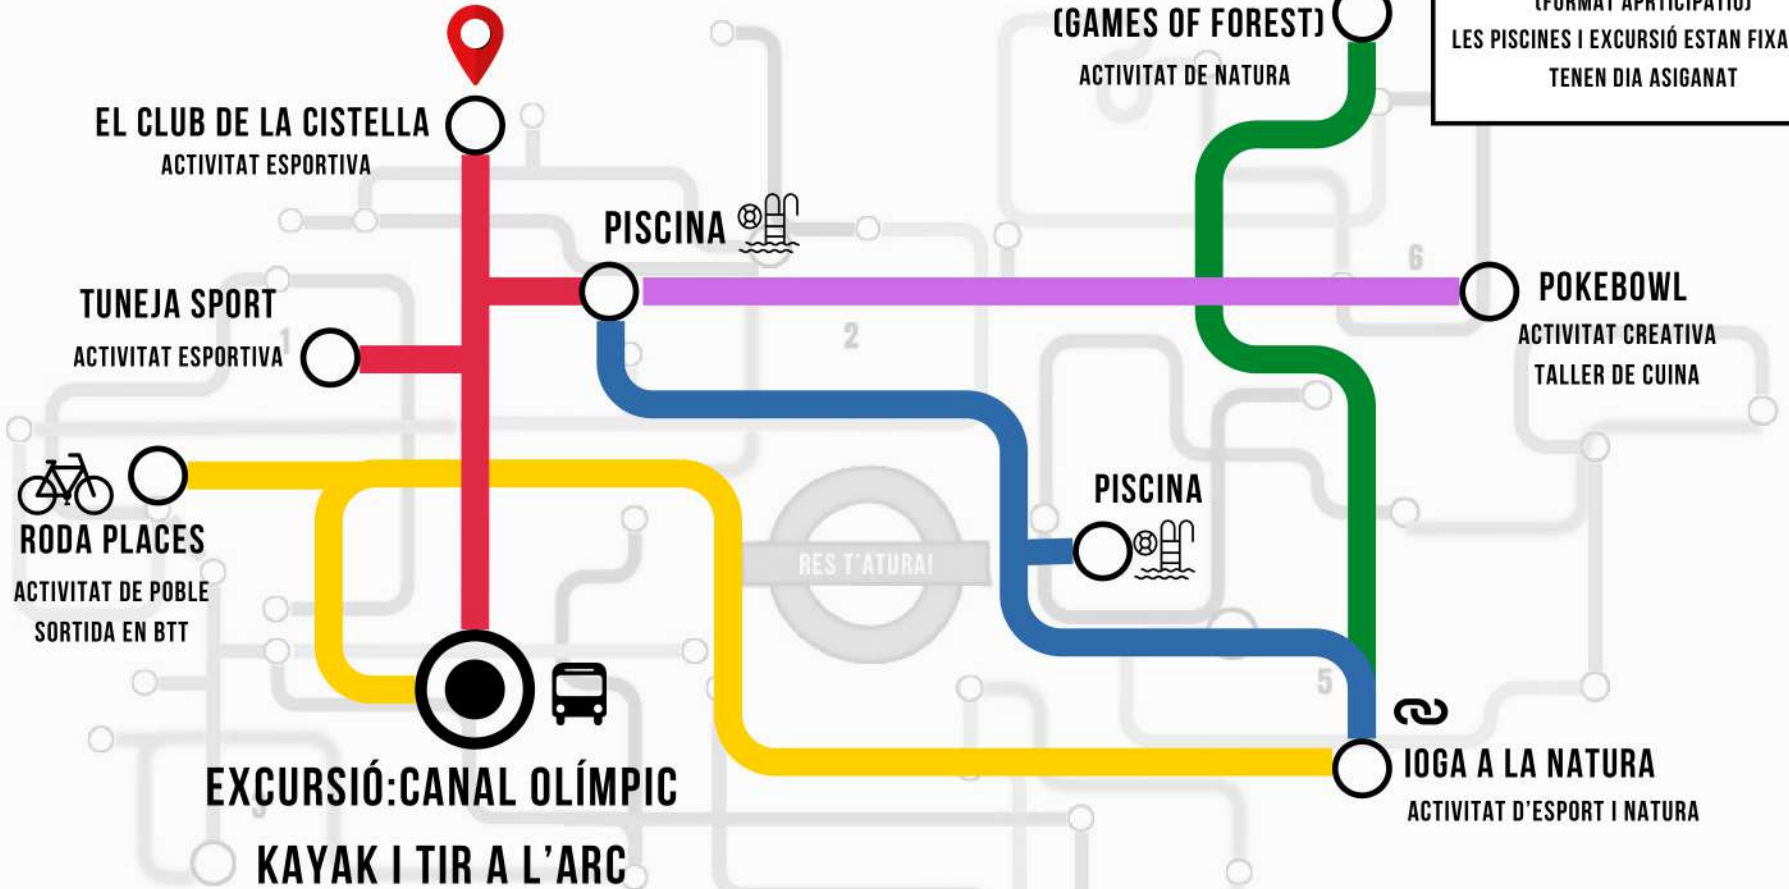 (GAMES OF FOREST)
ACTIVITAT DE NATURA
(FORMAT APRTICIPATIU)
LES PISCINES I EXCURSIÓ ESTAN FIXA
TENEN DIA ASIGANAT
EL CLUB DE LA CISTELLA
ACTIVITAT ESPORTIVA
PISCINA
6
POKEBOWL
ACTIVITAT CREATIVA
TALLER DE CUINA
TUNEJA SPORT
1
ACTIVITAT ESPORTIVA
2
PISCINA
RODA PLACES
ACTIVITAT DE POBLE
SORTIDA EN BTT
RES T'ATURA!
5
EXCURSIÓ:CANAL OLÍMPIC
KAYAK I TIR A L'ARC
3
IOGA A LA NATURA
ACTIVITAT D'ESPORT I NATURA